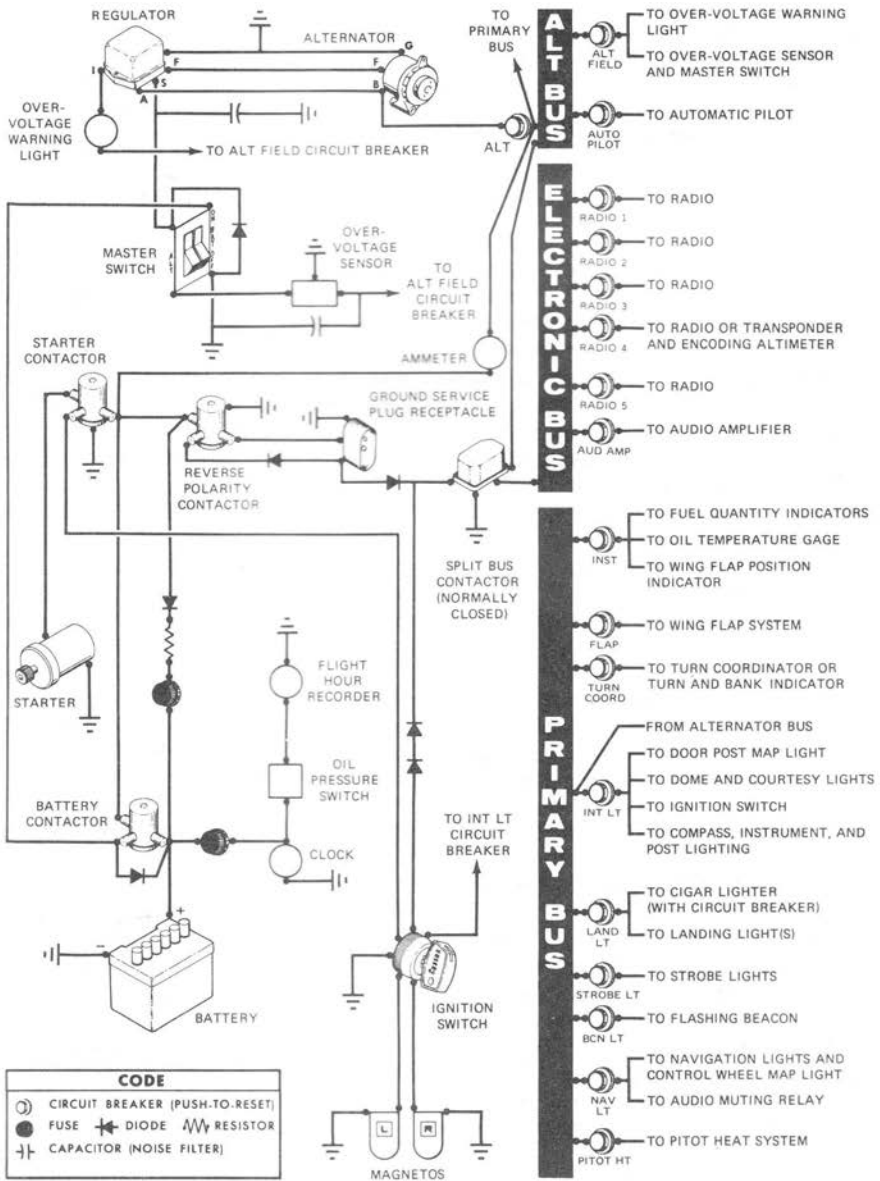 REGULATOR
ALTERNATOR
G
I
F
F
S
A
B
OVER-
VOLTAGE
WARNING
LIGHT
TO ALT FIELD CIRCUIT BREAKER
TO
PRIMARY
BUS
ALT
MASTER
SWITCH
ALT
OVER-
VOLTAGE
SENSOR
TO
ALT FIELD
CIRCUIT
BREAKER
STARTER
CONTACTOR
AMMETER
GROUND SERVICE
PLUG RECEPTACLE
REVERSE
POLARITY
CONTACTOR
SPLIT BUS
CONTACTOR
(NORMALLY
CLOSED)
STARTER
FLIGHT
HOUR
RECORDER
OIL
PRESSURE
SWITCH
BATTERY
CONTACTOR
CLOCK
TO INT LT
CIRCUIT
BREAKER
+
-
BATTERY
IGNITION
SWITCH
L
R
MAGNETOS
CODE
CIRCUIT BREAKER (PUSH-TO-RESET)
FUSE DIODE RESISTOR
CAPACITOR (NOISE FILTER)
ALT BUS
ALT
FIELD
TO OVER-VOLTAGE WARNING
LIGHT
TO OVER-VOLTAGE SENSOR
AND MASTER SWITCH
AUTO
PILOT
TO AUTOMATIC PILOT
ELECTRONIC BUS
RADIO 1
TO RADIO
RADIO 2
TO RADIO
RADIO 3
TO RADIO
RADIO 4
TO RADIO OR TRANSPONDER
AND ENCODING ALTIMETER
RADIO 5
TO RADIO
AUD AMP
TO AUDIO AMPLIFIER
PRIMARY BUS
INST
TO FUEL QUANTITY INDICATORS
TO OIL TEMPERATURE GAGE
TO WING FLAP POSITION
INDICATOR
FLAP
TO WING FLAP SYSTEM
TURN
COORD
TO TURN COORDINATOR OR
TURN AND BANK INDICATOR
FROM ALTERNATOR BUS
INT LT
TO DOOR POST MAP LIGHT
TO DOME AND COURTESY LIGHTS
TO IGNITION SWITCH
TO COMPASS, INSTRUMENT, AND
POST LIGHTING
LAND
LT
TO CIGAR LIGHTER
(WITH CIRCUIT BREAKER)
TO LANDING LIGHT(S)
STROBE LT
TO STROBE LIGHTS
BCN LT
TO FLASHING BEACON
NAV
LT
TO NAVIGATION LIGHTS AND
CONTROL WHEEL MAP LIGHT
TO AUDIO MUTING RELAY
PITOT HT
TO PITOT HEAT SYSTEM